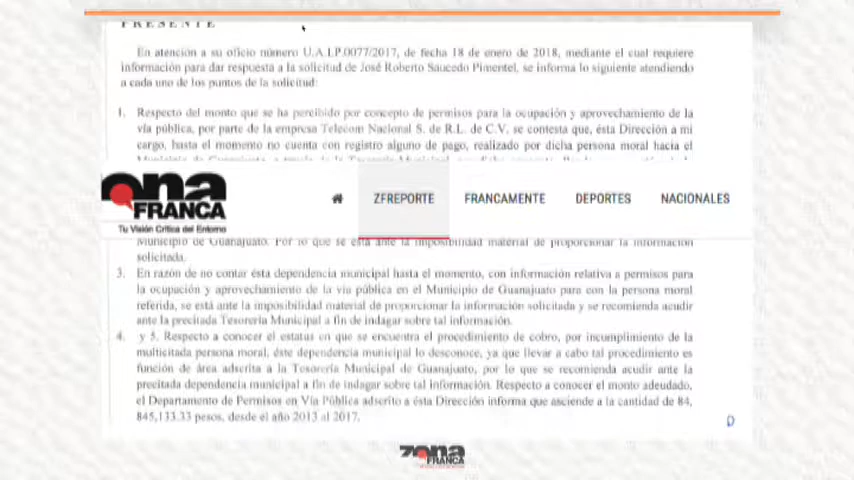 PRESENTE
En atención a su oficio número U.A.I.P.0077/2017, de fecha 18 de enero de 2018, mediante el cual requiere
información para dar respuesta a la solicitud de José Roberto Saucedo Pimentel, se informa lo siguiente atendiendo
a cada uno de los puntos de la solicitud:
1. Respecto del monto que se ha percibido por concepto de permisos para la ocupación y aprovechamiento de la
vía pública, por parte de la empresa Telecom Nacional S. de R.L. de C.V, se contesta que, ésta Dirección a mi
cargo, hasta el momento no cuenta con registro alguno de pago, realizado por dicha persona moral hacia el
Zona
FRANCA
Tu Visión Crítica del Entorno
ZFREPORTE FRANCAMENTE DEPORTES NACIONALES
Municipio de Guanajuato. Por lo que se está ante la imposibilidad material de proporcionar la información
solicitada.
3. En razón de no contar ésta dependencia municipal hasta el momento, con información relativa a permisos para
la ocupación y aprovechamiento de la vía pública en el Municipio de Guanajuato para con la persona moral
referida, se está ante la imposibilidad material de proporcionar la información solicitada y se recomienda acudir
ante la precitada Tesorería Municipal a fin de indagar sobre tal información.
4. y 5. Respecto a conocer el estatus en que se encuentra el procedimiento de cobro, por incumplimiento de la
multicitada persona moral, éste dependencia municipal lo desconoce, ya que llevar a cabo tal procedimiento es
función de área adscrita a la Tesorería Municipal de Guanajuato, por lo que se recomienda acudir ante la
precitada dependencia municipal a fin de indagar sobre tal información. Respecto a conocer el monto adeudado,
el Departamento de Permisos en Vía Pública adscrito a ésta Dirección informa que asciende a la cantidad de 84,
845,133.33 pesos, desde el año 2013 al 2017.
zona
FRANCA